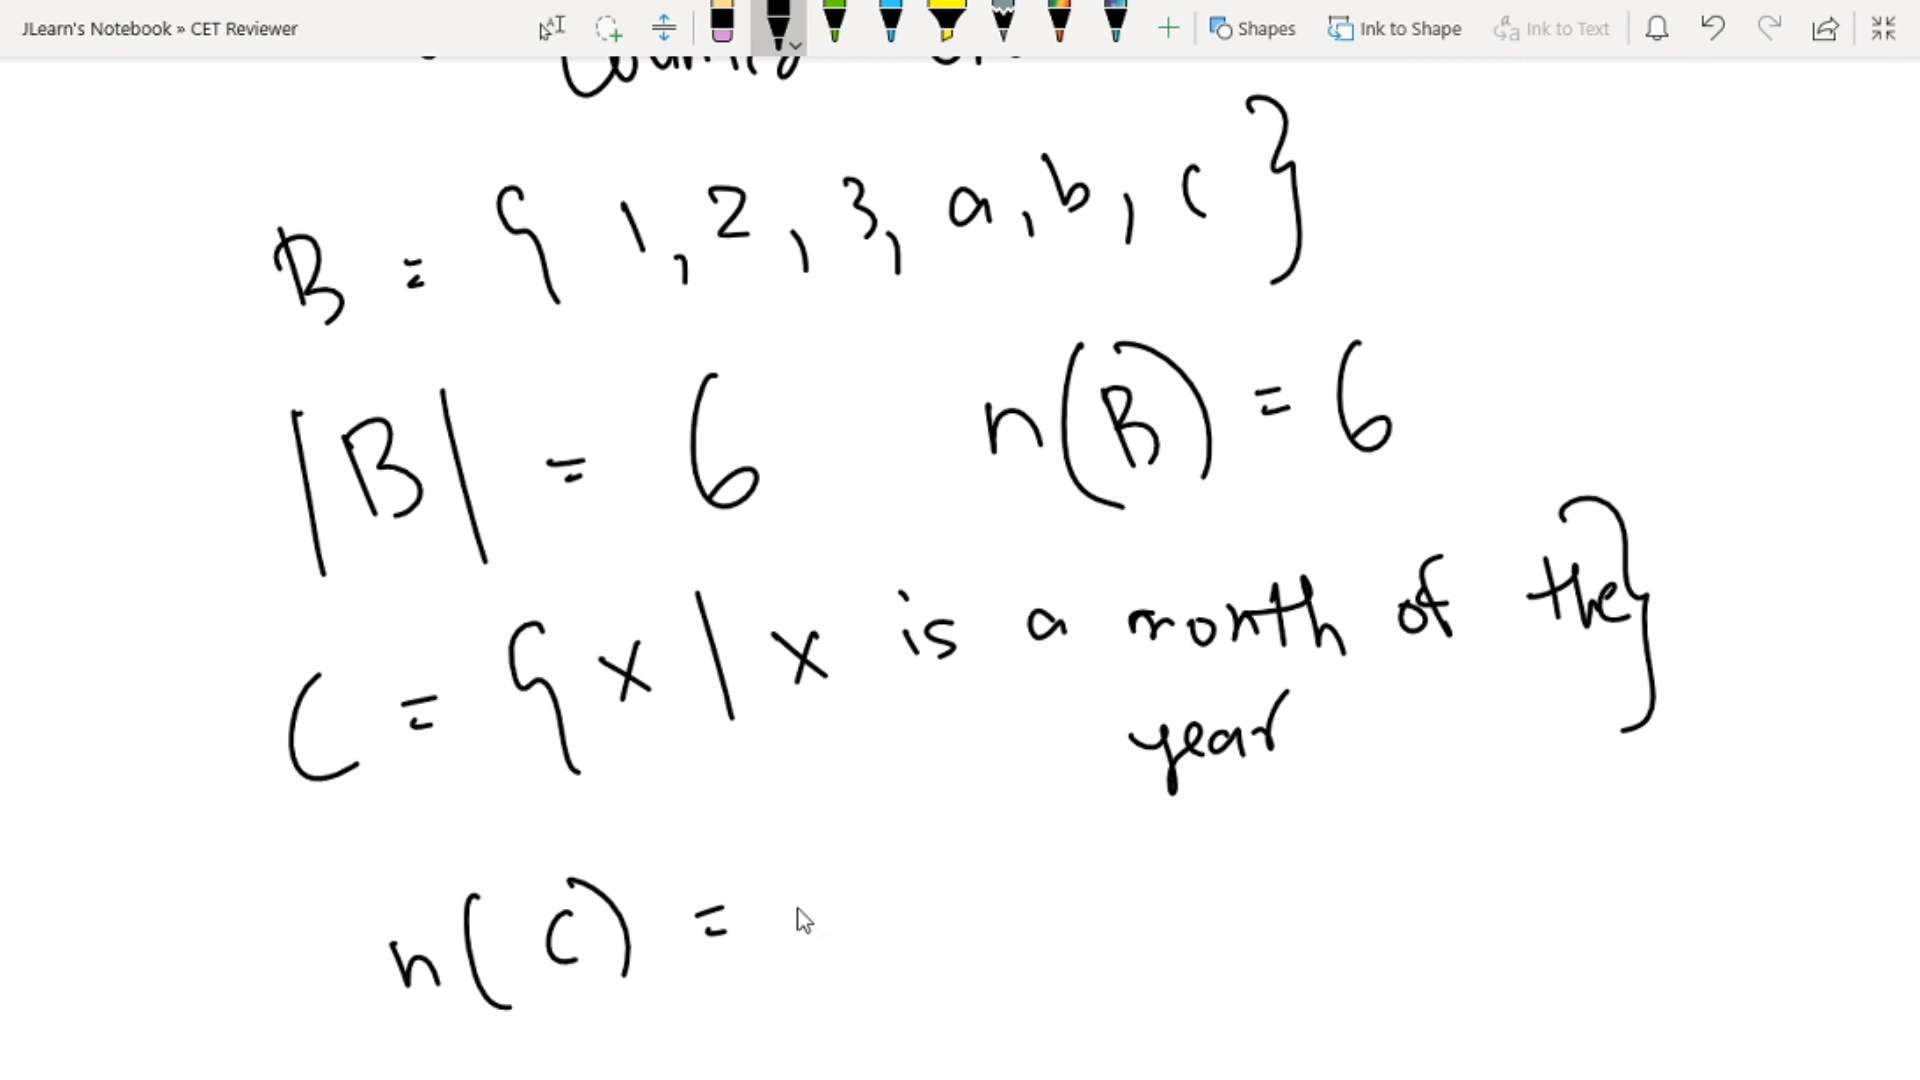 JLearn's Notebook » CET Reviewer
Shapes Ink to Shape Ink to Text
B = { 1, 2, 3, a, b, c }
|B| = 6 n(B) = 6
C = { x | x is a month of the }
year
n(C) =